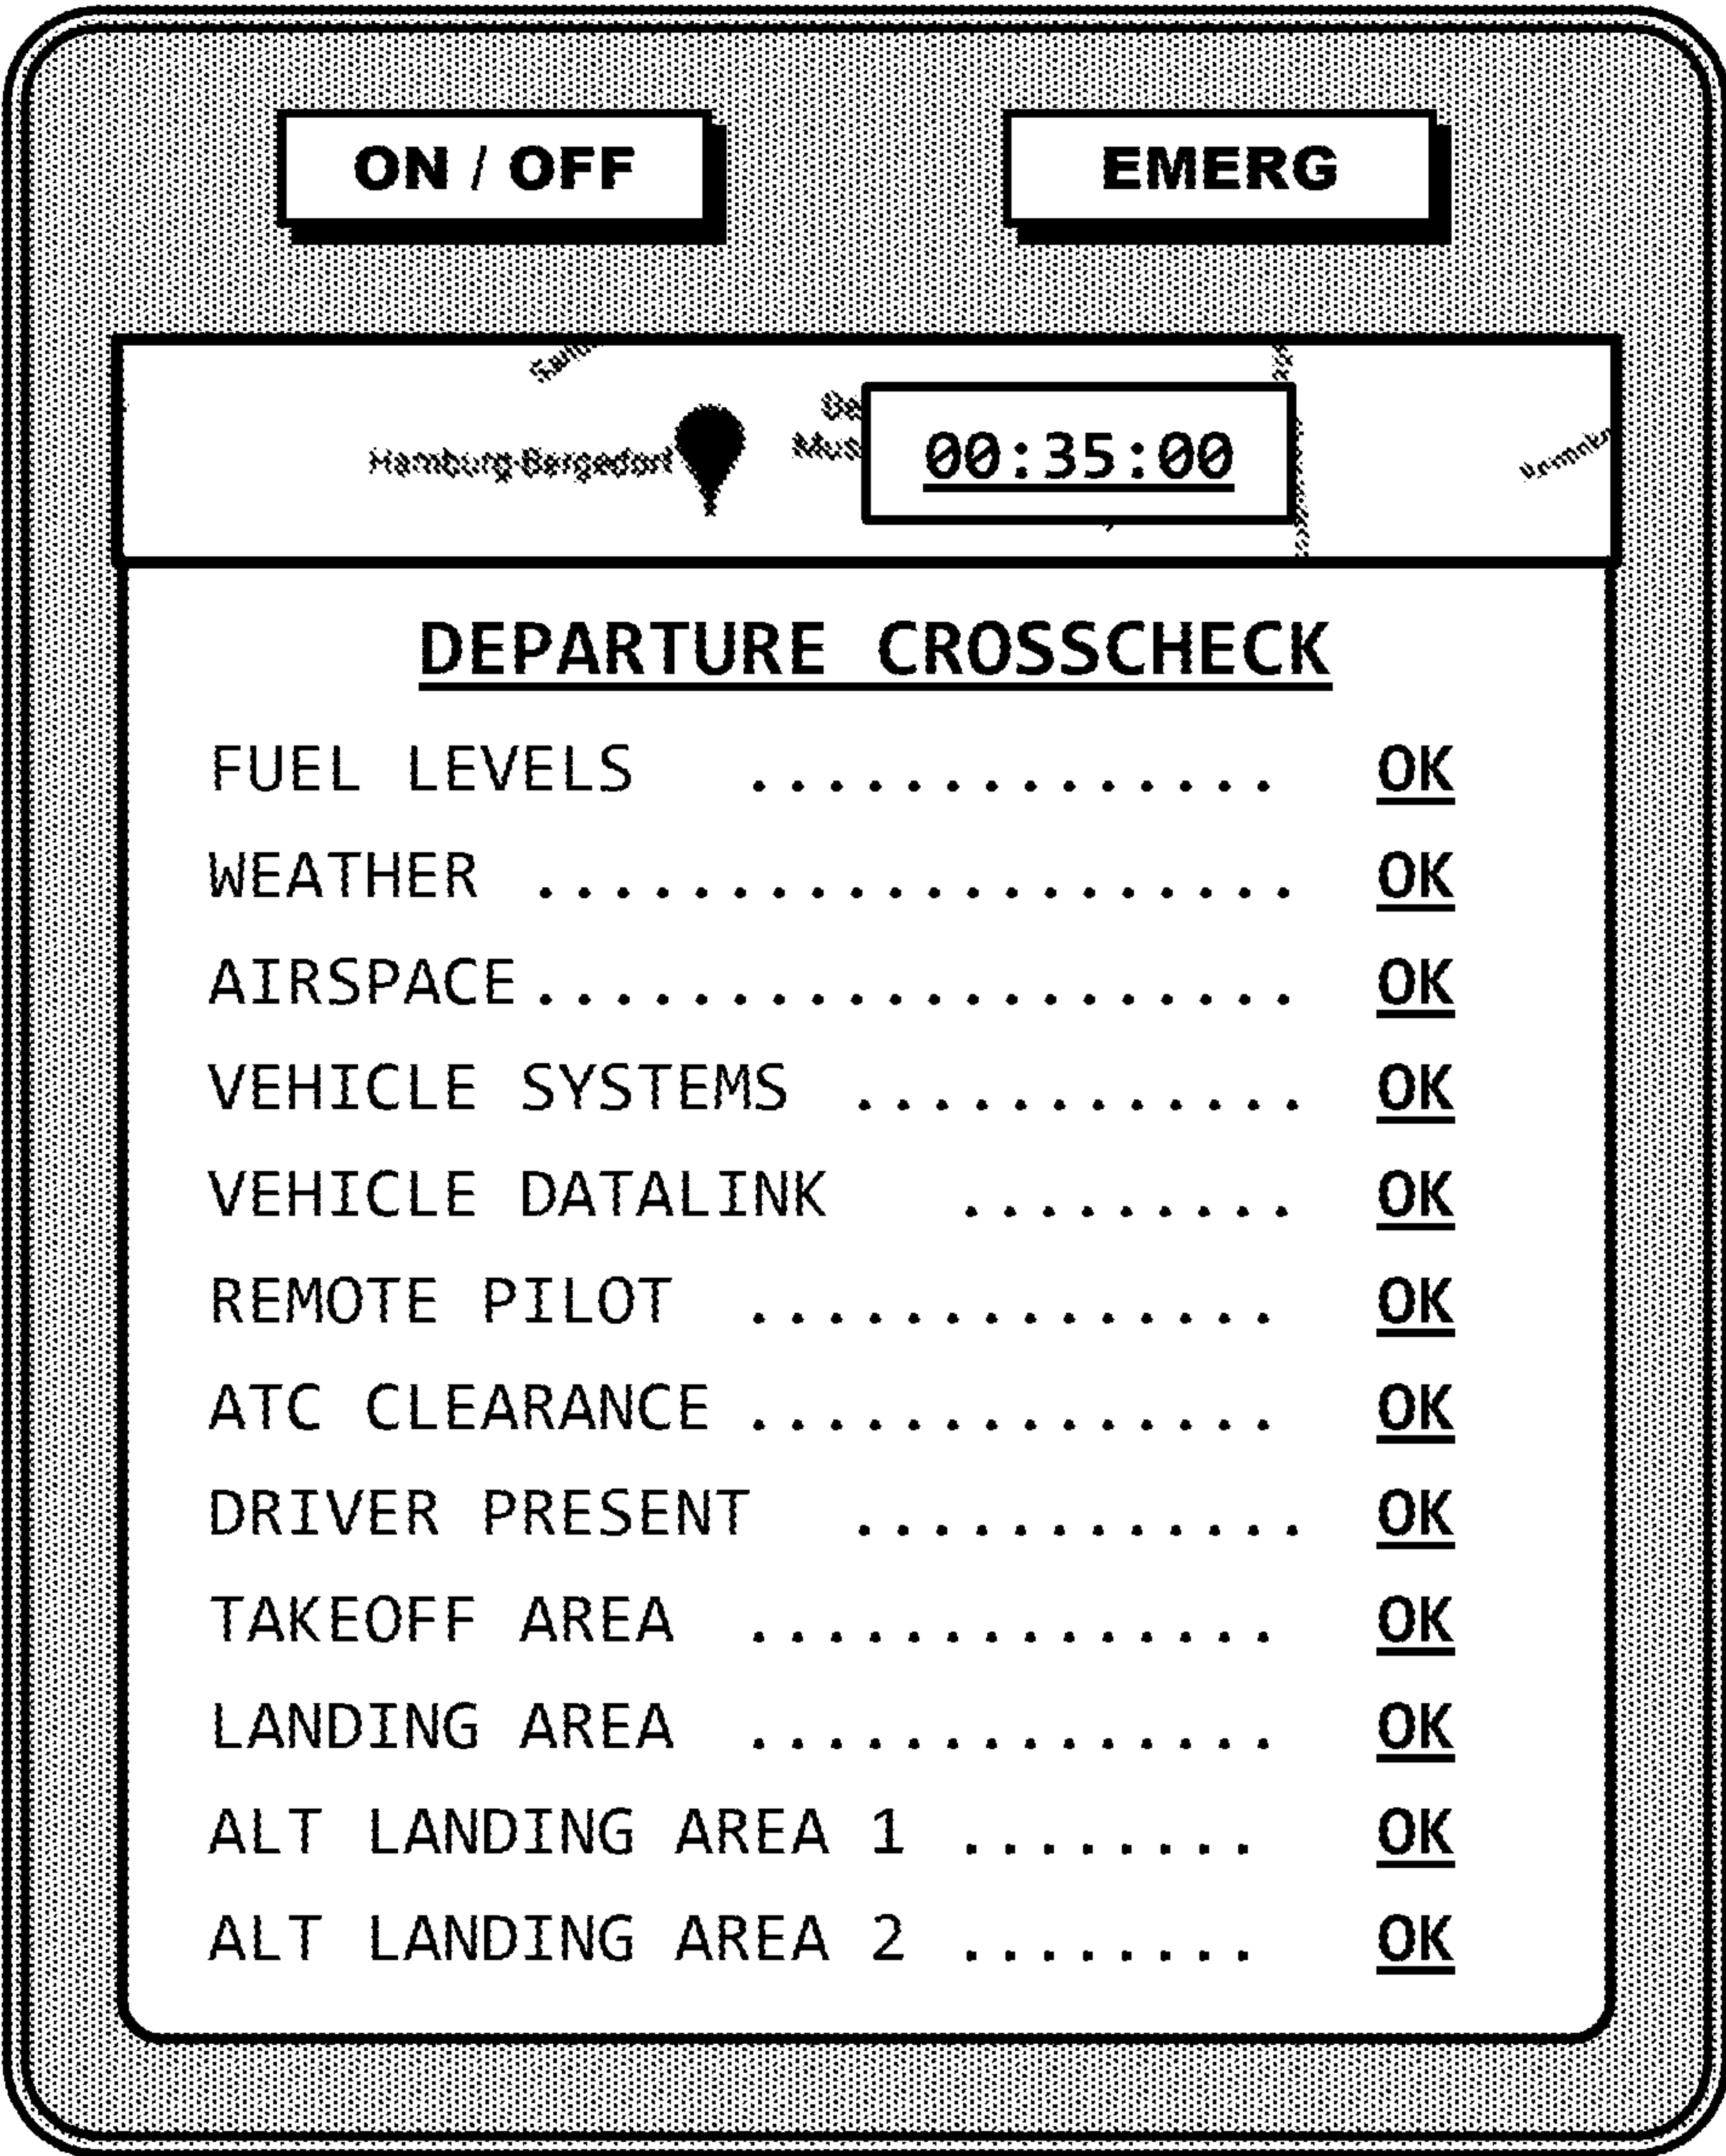 ON / OFF
EMERG
Hamburg-Bergedorf
00:35:00
DEPARTURE CROSSCHECK
FUEL LEVELS .............. OK
WEATHER .................... OK
AIRSPACE .................... OK
VEHICLE SYSTEMS ............ OK
VEHICLE DATALINK ......... OK
REMOTE PILOT .............. OK
ATC CLEARANCE .............. OK
DRIVER PRESENT ............ OK
TAKEOFF AREA .............. OK
LANDING AREA .............. OK
ALT LANDING AREA 1 ........ OK
ALT LANDING AREA 2 ........ OK